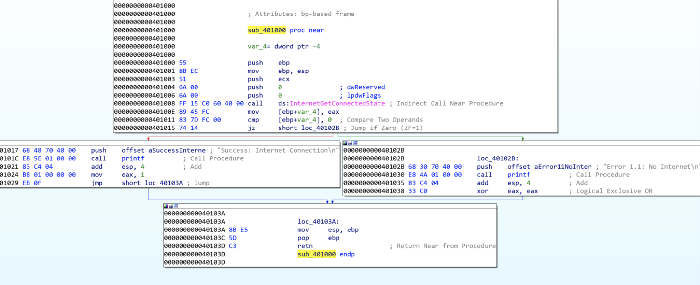 0000000000401000
0000000000401000
0000000000401000 ; Attributes: bp-based frame
0000000000401000
0000000000401000 sub_401000 proc near
0000000000401000
0000000000401000 var_4= dword ptr -4
0000000000401000
0000000000401000 55 push ebp
0000000000401001 8B EC mov ebp, esp
0000000000401003 51 push ecx
0000000000401004 6A 00 push 0 ; dwReserved
0000000000401006 6A 00 push 0 ; lpdwFlags
0000000000401008 FF 15 C0 60 40 00 call ds:InternetGetConnectedState ; Indirect Call Near Procedure
000000000040100E 89 45 FC mov [ebp+var_4], eax
0000000000401011 83 7D FC 00 cmp [ebp+var_4], 0 ; Compare Two Operands
0000000000401015 74 14 jz short loc_40102B ; Jump if Zero (ZF=1)
01017 68 48 70 40 00 push offset aSuccessInterne ; "Success: Internet Connection\n"
0101C E8 5E 01 00 00 call printf ; Call Procedure
01021 83 C4 04 add esp, 4 ; Add
01024 B8 01 00 00 00 mov eax, 1
01029 EB 0F jmp short loc_40103A ; Jump
000000000040102B
000000000040102B loc_40102B:
000000000040102B 68 30 70 40 00 push offset aError11NoInter ; "Error 1.1: No Internet\n"
0000000000401030 E8 4A 01 00 00 call printf ; Call Procedure
0000000000401035 83 C4 04 add esp, 4 ; Add
0000000000401038 33 C0 xor eax, eax ; Logical Exclusive OR
000000000040103A
000000000040103A loc_40103A:
000000000040103A 8B E5 mov esp, ebp
000000000040103C 5D pop ebp
000000000040103D C3 retn ; Return Near from Procedure
000000000040103D sub_401000 endp
000000000040103D